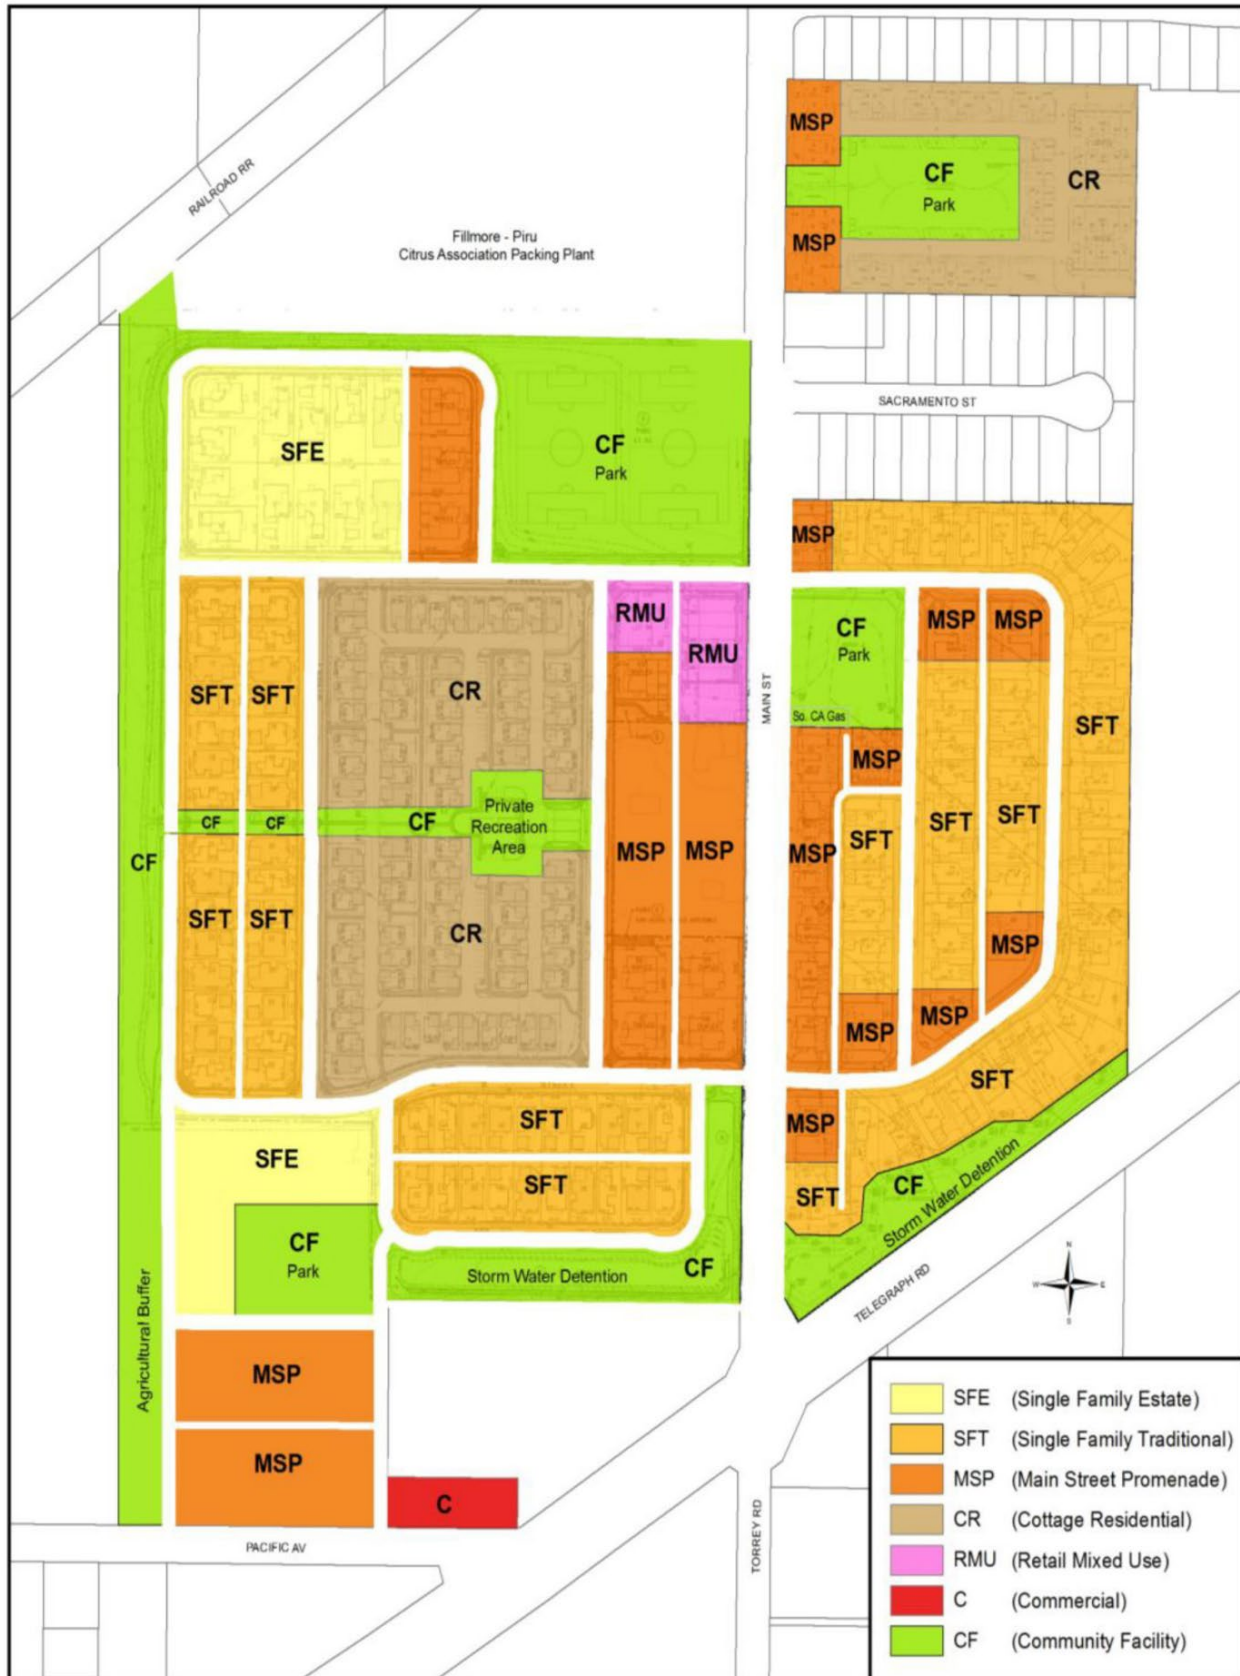 MSP
CF
Park
CR
MSP
RAILROAD RR
Fillmore - Piru
Citrus Association Packing Plant
SACRAMENTO ST
SFE
CF
Park
MSP
SFT
SFT
CR
RMU
RMU
MAIN ST
CF
Park
So. CA Gas
MSP
MSP
SFT
MSP
CF
CF
CF
CF
Private
Recreation
Area
MSP
MSP
MSP
SFT
SFT
SFT
SFT
SFT
CR
MSP
MSP
MSP
SFT
SFE
SFT
SFT
MSP
SFT
CF
Storm Water Detention
CF
Park
Storm Water Detention
CF
Agricultural Buffer
TELEGRAPH RD
N
W
E
S
MSP
MSP
C
PACIFIC AV
TORREY RD
SFE (Single Family Estate)
SFT (Single Family Traditional)
MSP (Main Street Promenade)
CR (Cottage Residential)
RMU (Retail Mixed Use)
C (Commercial)
CF (Community Facility)